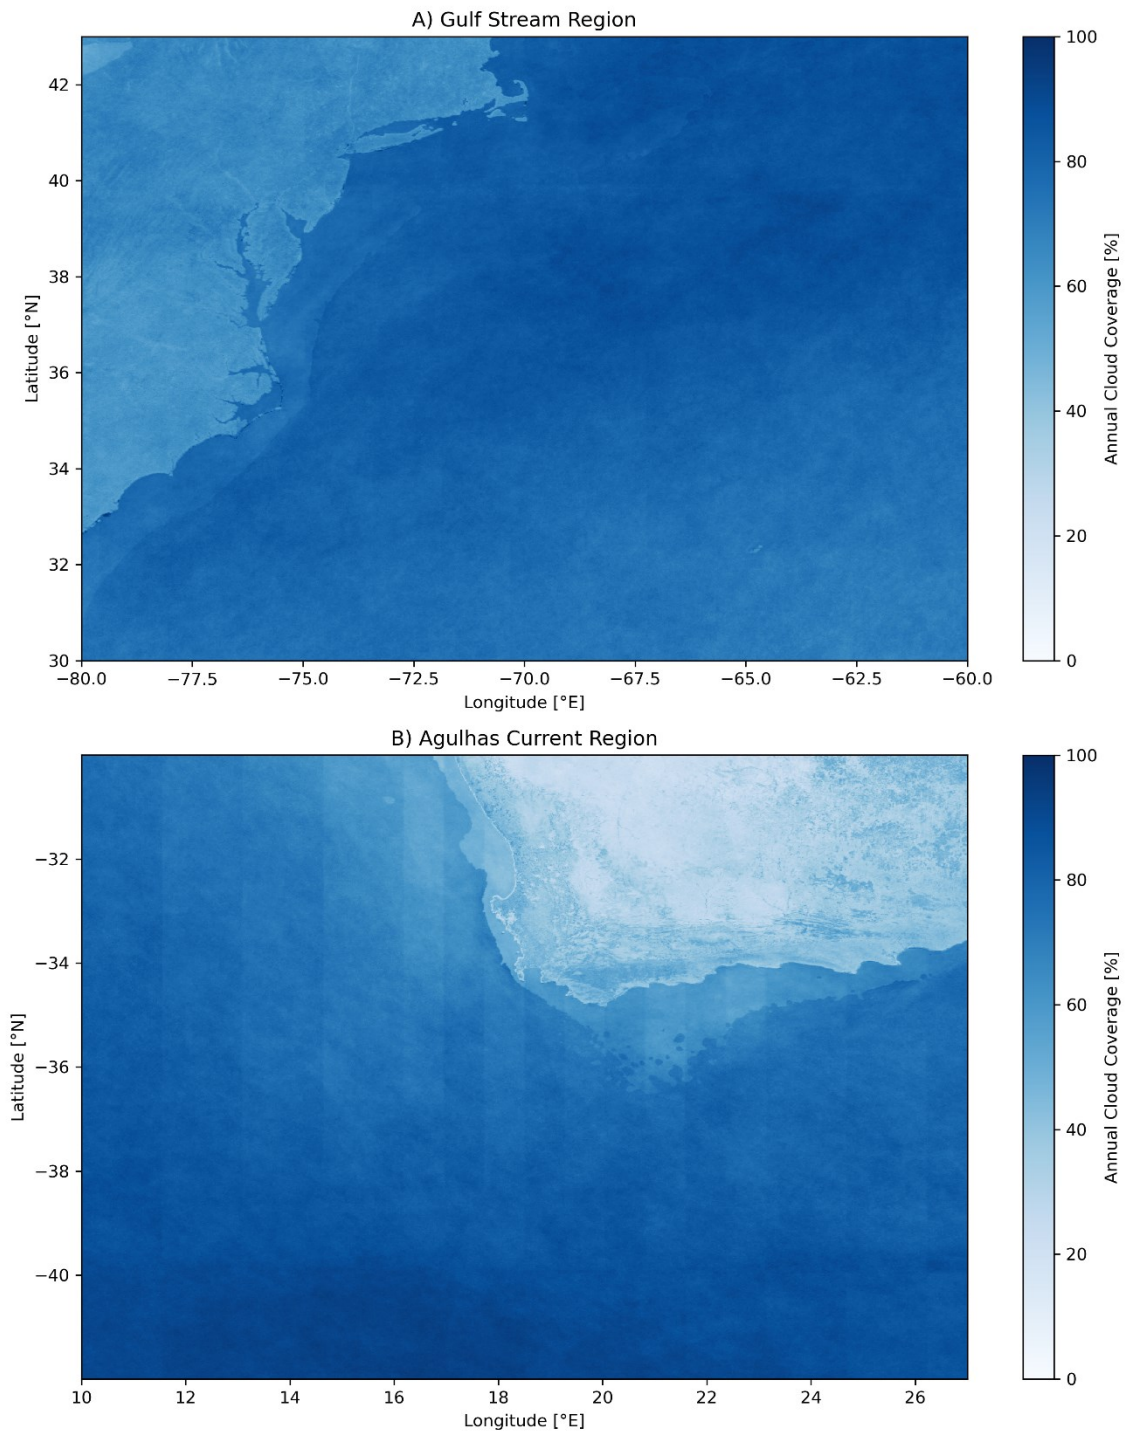 A) Gulf Stream Region
42
40
38
36
34
32
30
Latitude [°N]
−80.0 −77.5 −75.0 −72.5 −70.0 −67.5 −65.0 −62.5 −60.0
Longitude [°E]
100
80
60
40
20
0
Annual Cloud Coverage [%]
B) Agulhas Current Region
−32
−34
−36
−38
−40
Latitude [°N]
10 12 14 16 18 20 22 24 26
Longitude [°E]
100
80
60
40
20
0
Annual Cloud Coverage [%]